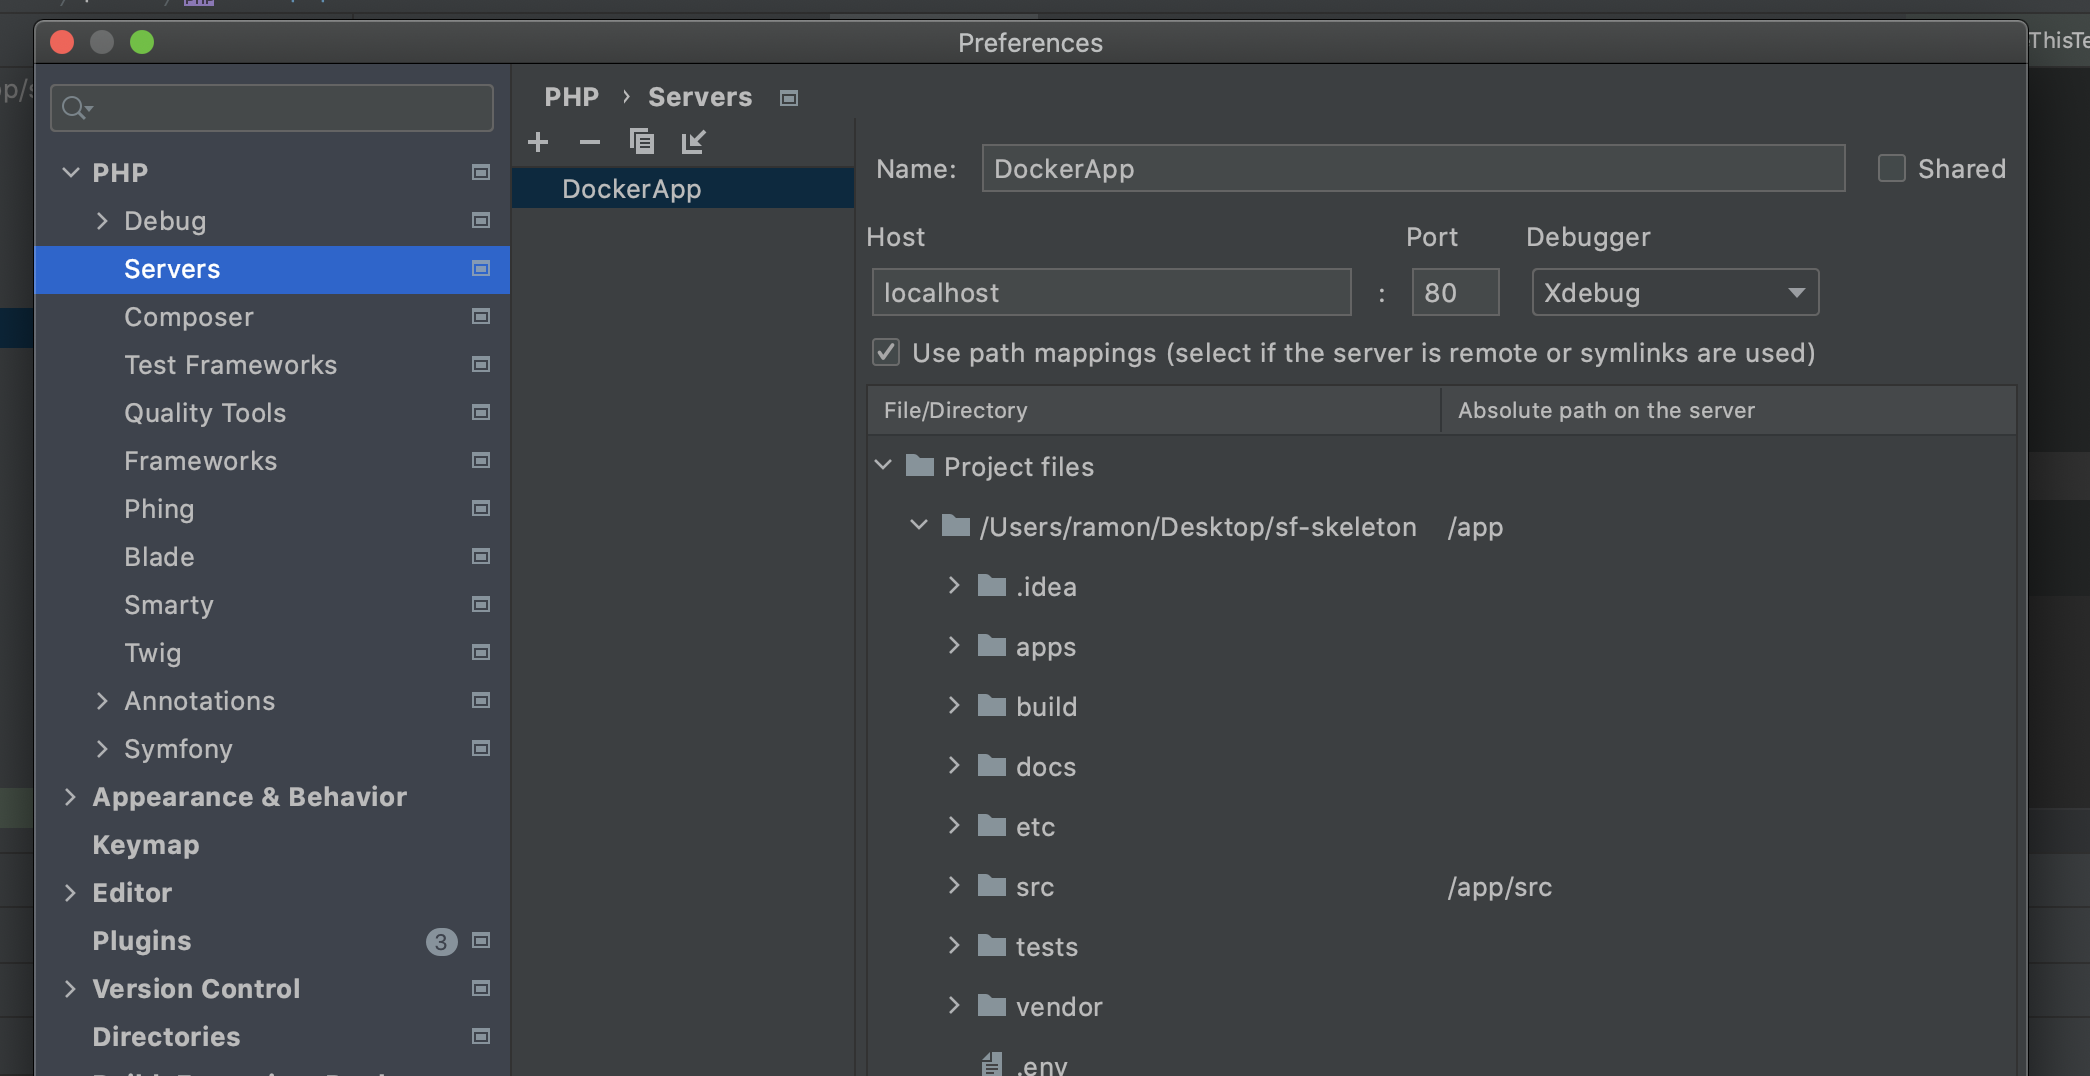 Preferences
ThisTe
PHP
Debug
Servers
Composer
Test Frameworks
Quality Tools
Frameworks
Phing
Blade
Smarty
Twig
Annotations
Symfony
Appearance & Behavior
Keymap
Editor
Plugins 3
Version Control
Directories
PHP › Servers
DockerApp
Name: DockerApp Shared
Host Port Debugger
localhost : 80 Xdebug
Use path mappings (select if the server is remote or symlinks are used)
File/Directory Absolute path on the server
Project files
/Users/ramon/Desktop/sf-skeleton /app
.idea
apps
build
docs
etc
src /app/src
tests
vendor
.env